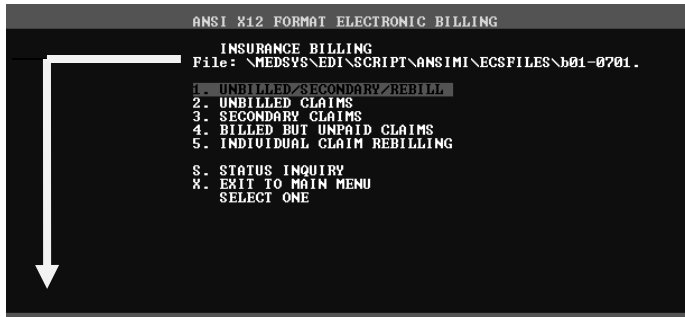 ANSI X12 FORMAT ELECTRONIC BILLING
INSURANCE BILLING
File: \MEDSYS\EDI\SCRIPT\ANSIMI\ECSFILES\b01-0701.
1. UNBILLED/SECONDARY/REBILL
2. UNBILLED CLAIMS
3. SECONDARY CLAIMS
4. BILLED BUT UNPAID CLAIMS
5. INDIVIDUAL CLAIM REBILLING
S. STATUS INQUIRY
X. EXIT TO MAIN MENU
SELECT ONE